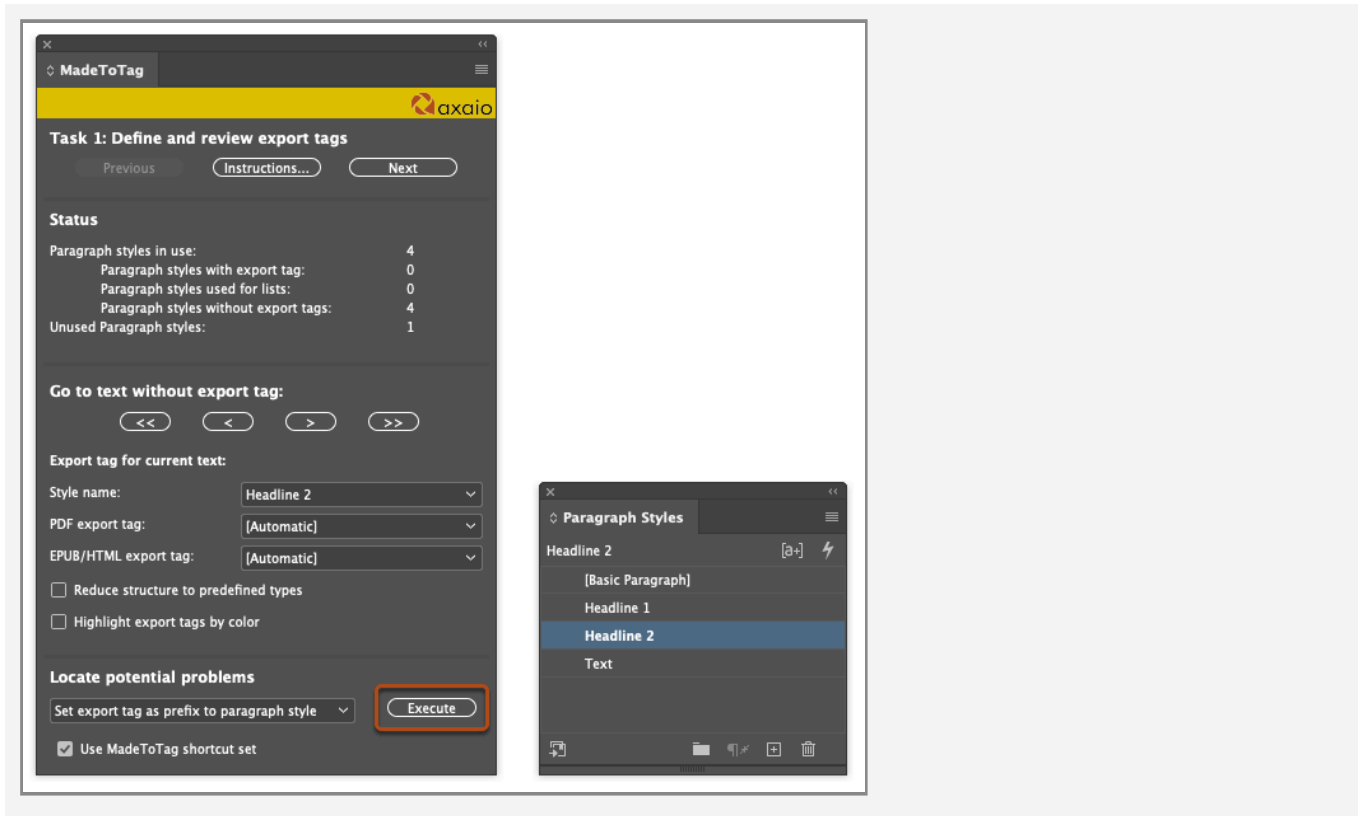 MadeToTag
axaio
Task 1: Define and review export tags
Previous Instructions... Next
Status
Paragraph styles in use: 4
Paragraph styles with export tag: 0
Paragraph styles used for lists: 0
Paragraph styles without export tags: 4
Unused Paragraph styles: 1
Go to text without export tag:
<< < > >>
Export tag for current text:
Style name: Headline 2
PDF export tag: [Automatic]
EPUB/HTML export tag: [Automatic]
Reduce structure to predefined types
Highlight export tags by color
Locate potential problems
Set export tag as prefix to paragraph style Execute
Use MadeToTag shortcut set
Paragraph Styles
Headline 2 [a+]
[Basic Paragraph]
Headline 1
Headline 2
Text